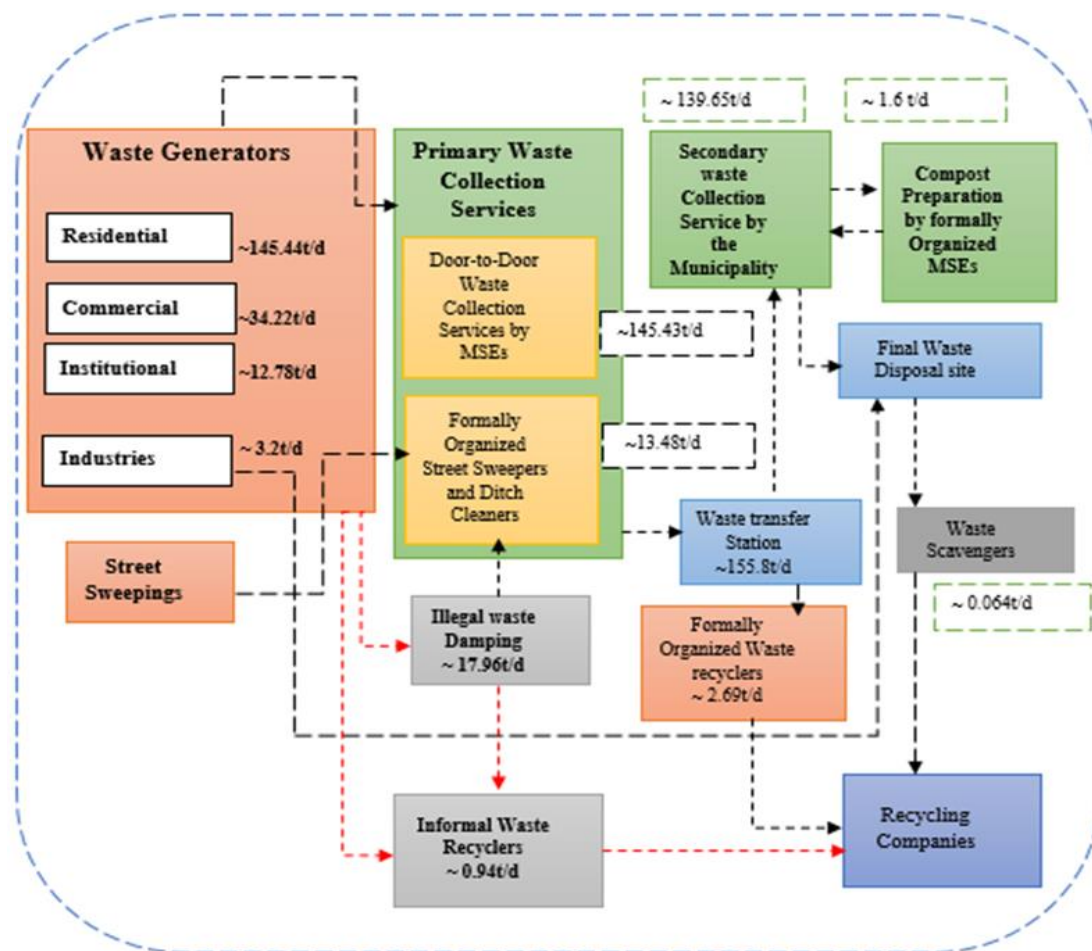 Waste Generators
Residential
~145.44t/d
Commercial
~34.22t/d
Institutional
~12.78t/d
Industries
~ 3.2t/d
Street
Sweepings
Primary Waste
Collection
Services
Door-to-Door
Waste
Collection
Services by
MSEs
~145.43t/d
Formally
Organized
Street Sweepers
and Ditch
Cleaners
~13.48t/d
Illegal waste
Damping
~ 17.96t/d
Informal Waste
Recyclers
~ 0.94t/d
~ 139.65t/d
Secondary
waste
Collection
Service by
the
Municipality
~ 1.6 t/d
Compost
Preparation
by formally
Organized
MSEs
Final Waste
Disposal site
Waste transfer
Station
~155.8t/d
Formally
Organized Waste
recyclers
~ 2.69t/d
Waste
Scavengers
~ 0.064t/d
Recycling
Companies